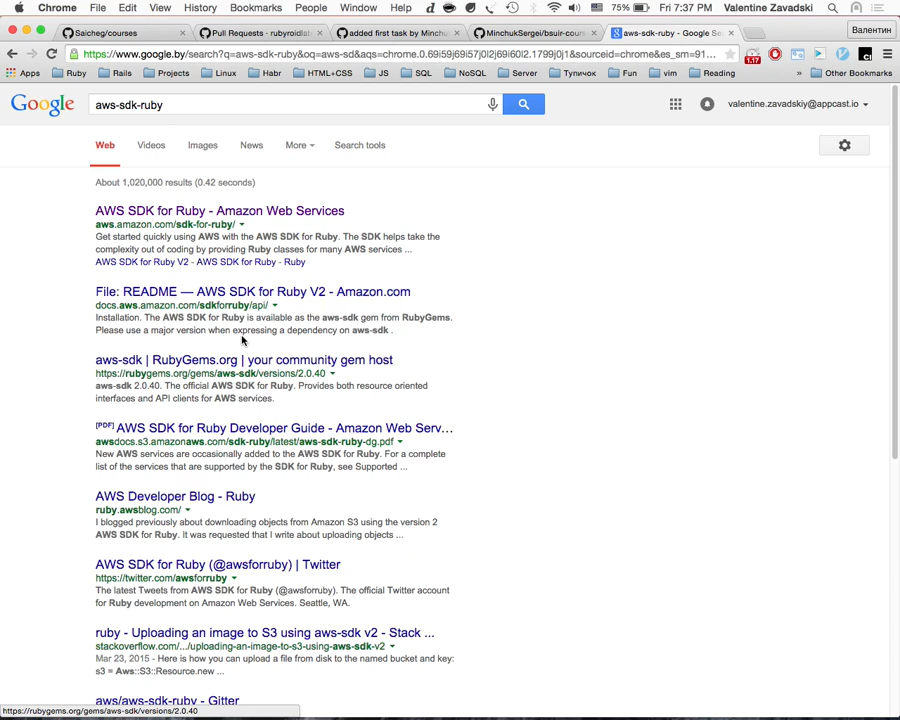 Chrome File Edit View History Bookmarks People Window Help 75% Fri 7:37 PM Valentine Zavadski
Saicheg/courses
Pull Requests · rubyroidlab
added first task by Minchuk
MinchukSergei/bsuir-cours
aws-sdk-ruby - Google Se
Валентин
https://www.google.by/search?q=aws-sdk-ruby&oq=aws-sd&aqs=chrome.0.69i59j69i57j0l2j69i60l2.1799j0j1&sourceid=chrome&es_sm=91...
1.17
Apps Ruby Rails Projects Linux Habr HTML+CSS JS SQL NoSQL Server Тупичок Fun vim Reading » Other Bookmarks
Google
aws-sdk-ruby
valentine.zavadskiy@appcast.io
Web Videos Images News More Search tools
About 1,020,000 results (0.42 seconds)
AWS SDK for Ruby - Amazon Web Services
aws.amazon.com/sdk-for-ruby/
Get started quickly using AWS with the AWS SDK for Ruby. The SDK helps take the
complexity out of coding by providing Ruby classes for many AWS services ...
AWS SDK for Ruby V2 - AWS SDK for Ruby - Ruby
File: README — AWS SDK for Ruby V2 - Amazon.com
docs.aws.amazon.com/sdkforruby/api/
Installation. The AWS SDK for Ruby is available as the aws-sdk gem from RubyGems.
Please use a major version when expressing a dependency on aws-sdk .
aws-sdk | RubyGems.org | your community gem host
https://rubygems.org/gems/aws-sdk/versions/2.0.40
aws-sdk 2.0.40. The official AWS SDK for Ruby. Provides both resource oriented
interfaces and API clients for AWS services.
[PDF] AWS SDK for Ruby Developer Guide - Amazon Web Serv...
awsdocs.s3.amazonaws.com/sdk-ruby/latest/aws-sdk-ruby-dg.pdf
New AWS services are occasionally added to the AWS SDK for Ruby. For a complete
list of the services that are supported by the SDK for Ruby, see Supported ...
AWS Developer Blog - Ruby
ruby.awsblog.com/
I blogged previously about downloading objects from Amazon S3 using the version 2
AWS SDK for Ruby. It was requested that I write about uploading objects ...
AWS SDK for Ruby (@awsforruby) | Twitter
https://twitter.com/awsforruby
The latest Tweets from AWS SDK for Ruby (@awsforruby). The official Twitter account
for Ruby development on Amazon Web Services. Seattle, WA.
ruby - Uploading an image to S3 using aws-sdk v2 - Stack ...
stackoverflow.com/.../uploading-an-image-to-s3-using-aws-sdk-v2
Mar 23, 2015 - Here is how you can upload a file from disk to the named bucket and key:
s3 = Aws::S3::Resource.new ...
aws/aws-sdk-ruby - Gitter
https://rubygems.org/gems/aws-sdk/versions/2.0.40